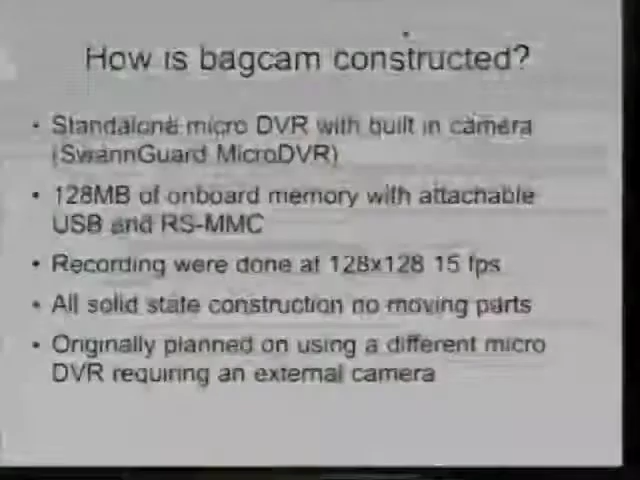 How is bagcam constructed?
• Standalone micro DVR with built in camera
(SwannGuard MicroDVR)
• 128MB of onboard memory with attachable
USB and RS-MMC
• Recording were done at 128x128 15 fps
• All solid state construction no moving parts
• Originally planned on using a different micro
DVR requiring an external camera